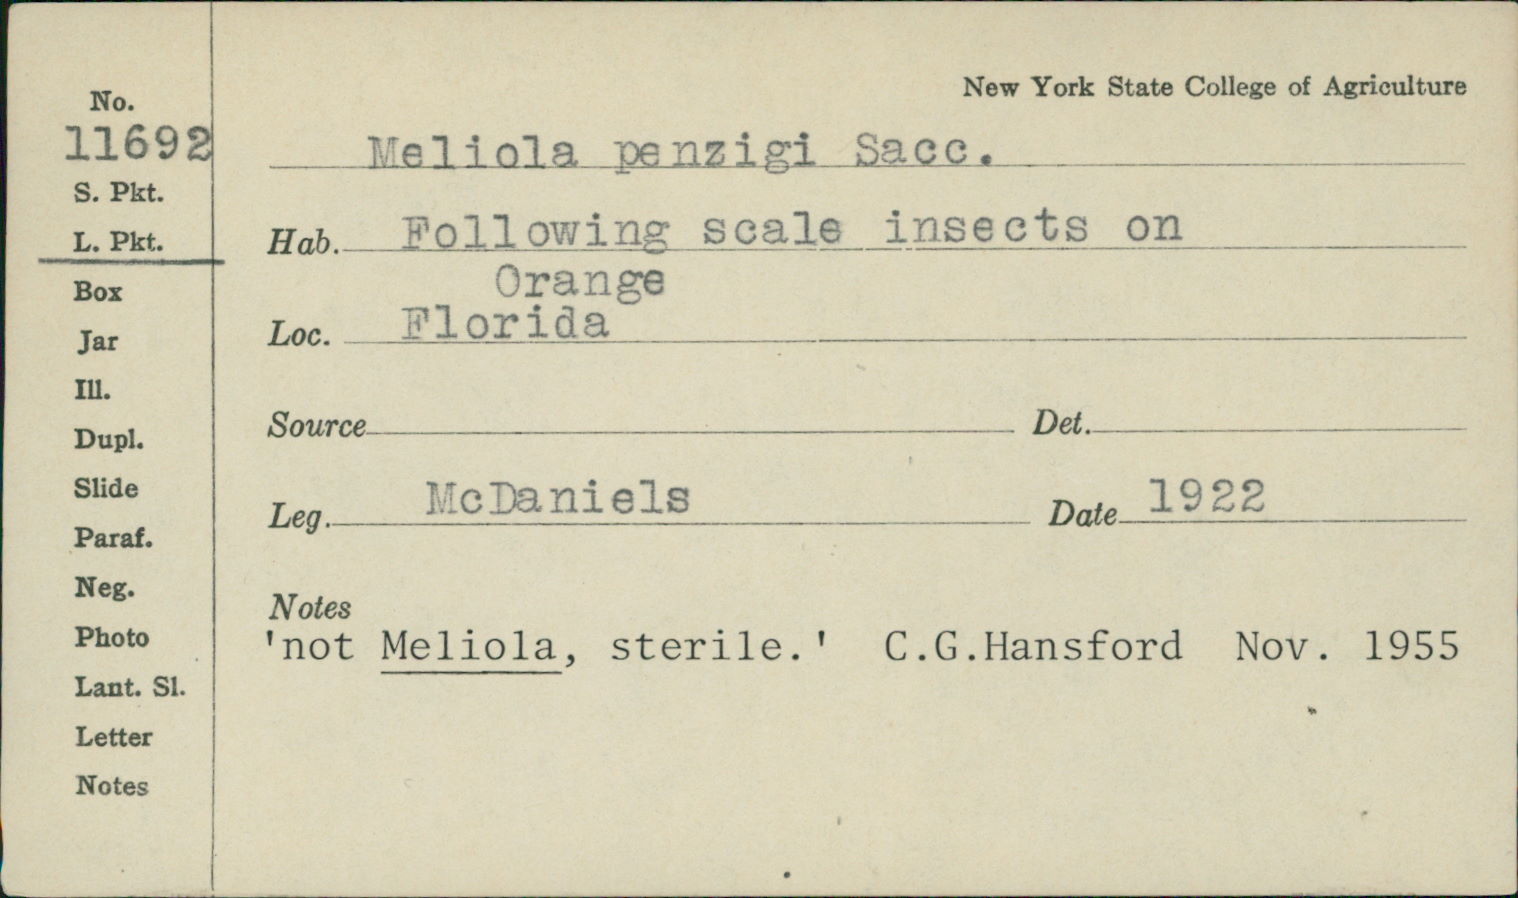 New York State College of Agriculture
No.
11692
S. Pkt.
L. Pkt.
Box
Jar
Ill.
Dupl.
Slide
Paraf.
Neg.
Photo
Lant. Sl.
Letter
Notes
Meliola penzigi Sacc.
Hab. Following scale insects on
Orange
Loc. Florida
Source Det.
Leg. McDaniels Date 1922
Notes
'not Meliola, sterile.' C.G.Hansford Nov. 1955